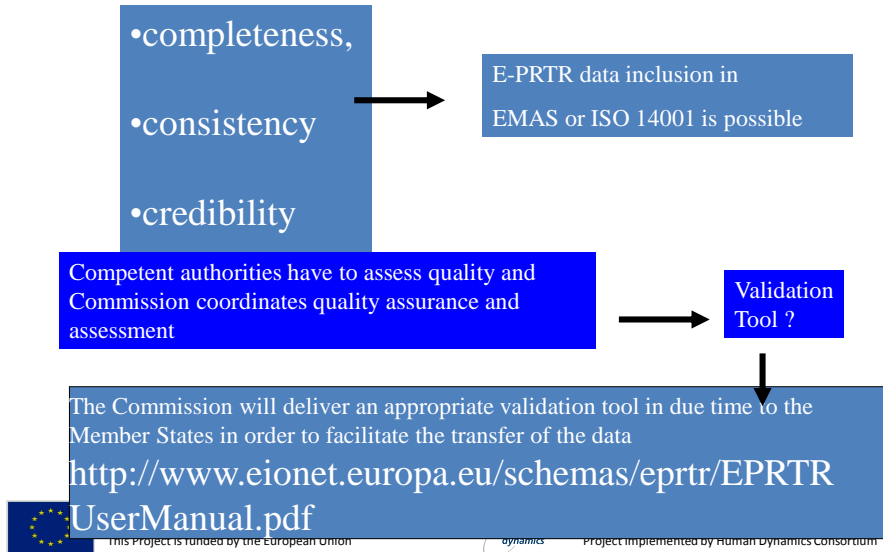 •completeness,
•consistency
•credibility
E-PRTR data inclusion in
EMAS or ISO 14001 is possible
Competent authorities have to assess quality and
Commission coordinates quality assurance and
assessment
Validation
Tool ?
The Commission will deliver an appropriate validation tool in due time to the
Member States in order to facilitate the transfer of the data
http://www.eionet.europa.eu/schemas/eprtr/EPRTR
UserManual.pdf
This Project is funded by the European Union
dynamics
Project implemented by Human Dynamics Consortium